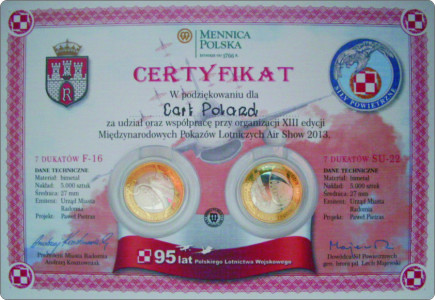 MENNICA
POLSKA
CERTYFIKAT
W podziękowaniu dla
Cart Poland
za udział oraz współpracę przy organizacji XIII edycji
Międzynarodowych Pokazów Lotniczych Air Show 2013.
SIŁY POWIETRZNE
R
7 DUKATÓW F-16
DANE TECHNICZNE
Materiał: bimetal
Nakład: 5.000 sztuk
Średnica: 27 mm
Emitent: Urząd Miasta
Radomia
Projekt: Paweł Pietras
7 DUKATÓW SU-22
DANE TECHNICZNE
Materiał: bimetal
Nakład: 5.000 sztuk
Średnica: 27 mm
Emitent: Urząd Miasta
Radomia
Projekt: Paweł Pietras
Prezydent Miasta Radomia
Andrzej Kosztowniak
95 lat Polskiego Lotnictwa Wojskowego
Dowódca Sił Powietrznych
gen. broni pil. Lech Majewski